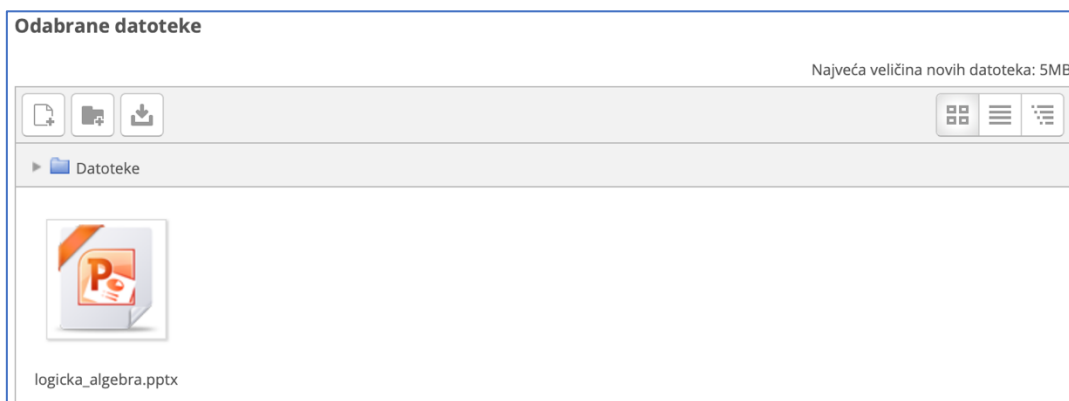 Odabrane datoteke
Najveća veličina novih datoteka: 5MB
Datoteke
P
logicka_algebra.pptx